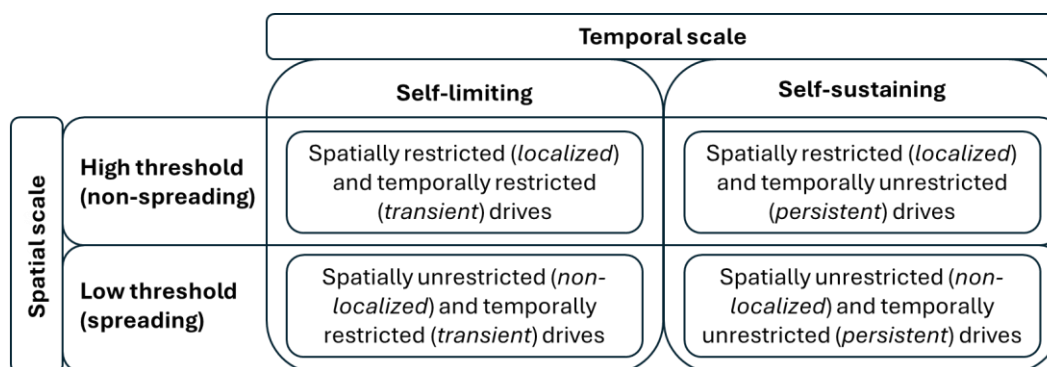 Temporal scale
Self-limiting
Self-sustaining
Spatial scale
High threshold
(non-spreading)
Spatially restricted (localized)
and temporally restricted
(transient) drives
Spatially restricted (localized)
and temporally unrestricted
(persistent) drives
Low threshold
(spreading)
Spatially unrestricted (non-
localized) and temporally
restricted (transient) drives
Spatially unrestricted (non-
localized) and temporally
unrestricted (persistent) drives